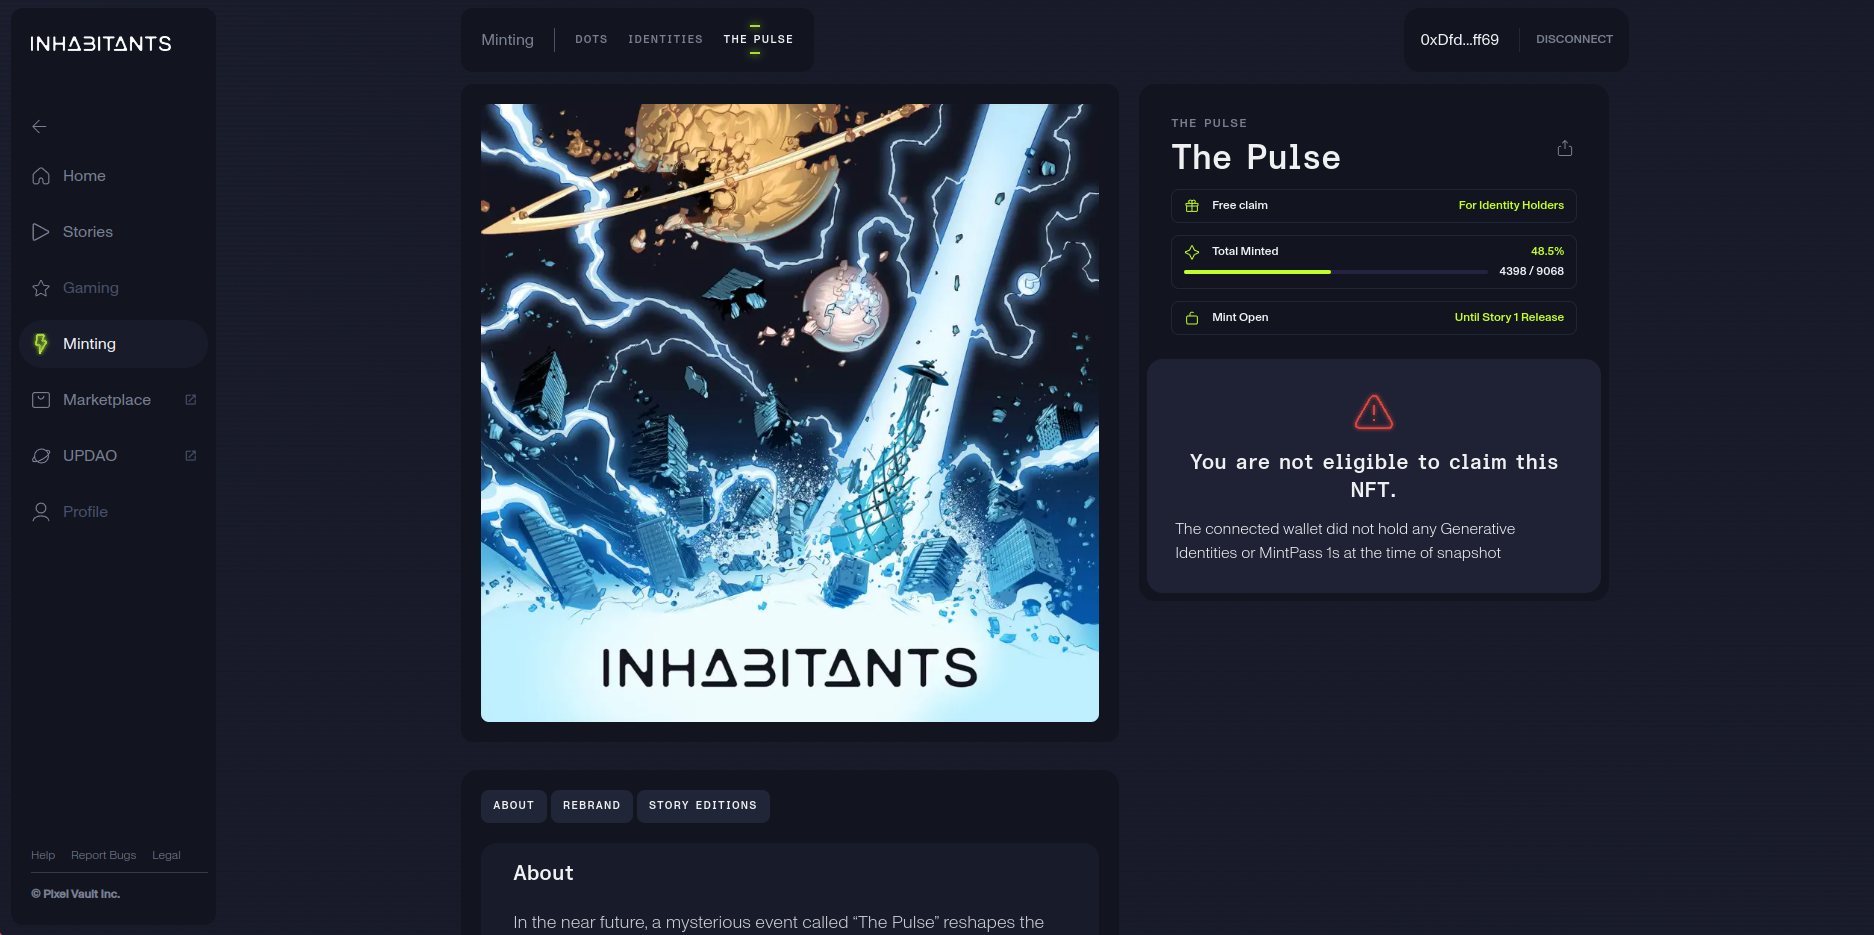 INHABITANTS
Home
Stories
Gaming
Minting
Marketplace
UPDAO
Profile
Help Report Bugs Legal
© Pixel Vault Inc.
Minting DOTS IDENTITIES THE PULSE
0xDfd...ff69 DISCONNECT
INHABITANTS
THE PULSE
The Pulse
Free claim For Identity Holders
Total Minted 48.5%
4398 / 9068
Mint Open Until Story 1 Release
You are not eligible to claim this
NFT.
The connected wallet did not hold any Generative
Identities or MintPass 1s at the time of snapshot
ABOUT REBRAND STORY EDITIONS
About
In the near future, a mysterious event called “The Pulse” reshapes the